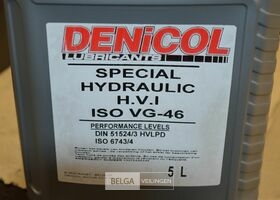 DENiCOL
LUBRICANTS
SPECIAL
HYDRAULIC
H.V.I
ISO VG-46
PERFORMANCE LEVELS
DIN 51524/3 HVLPD
ISO 6743/4
5 L
BELGA
VEILINGEN